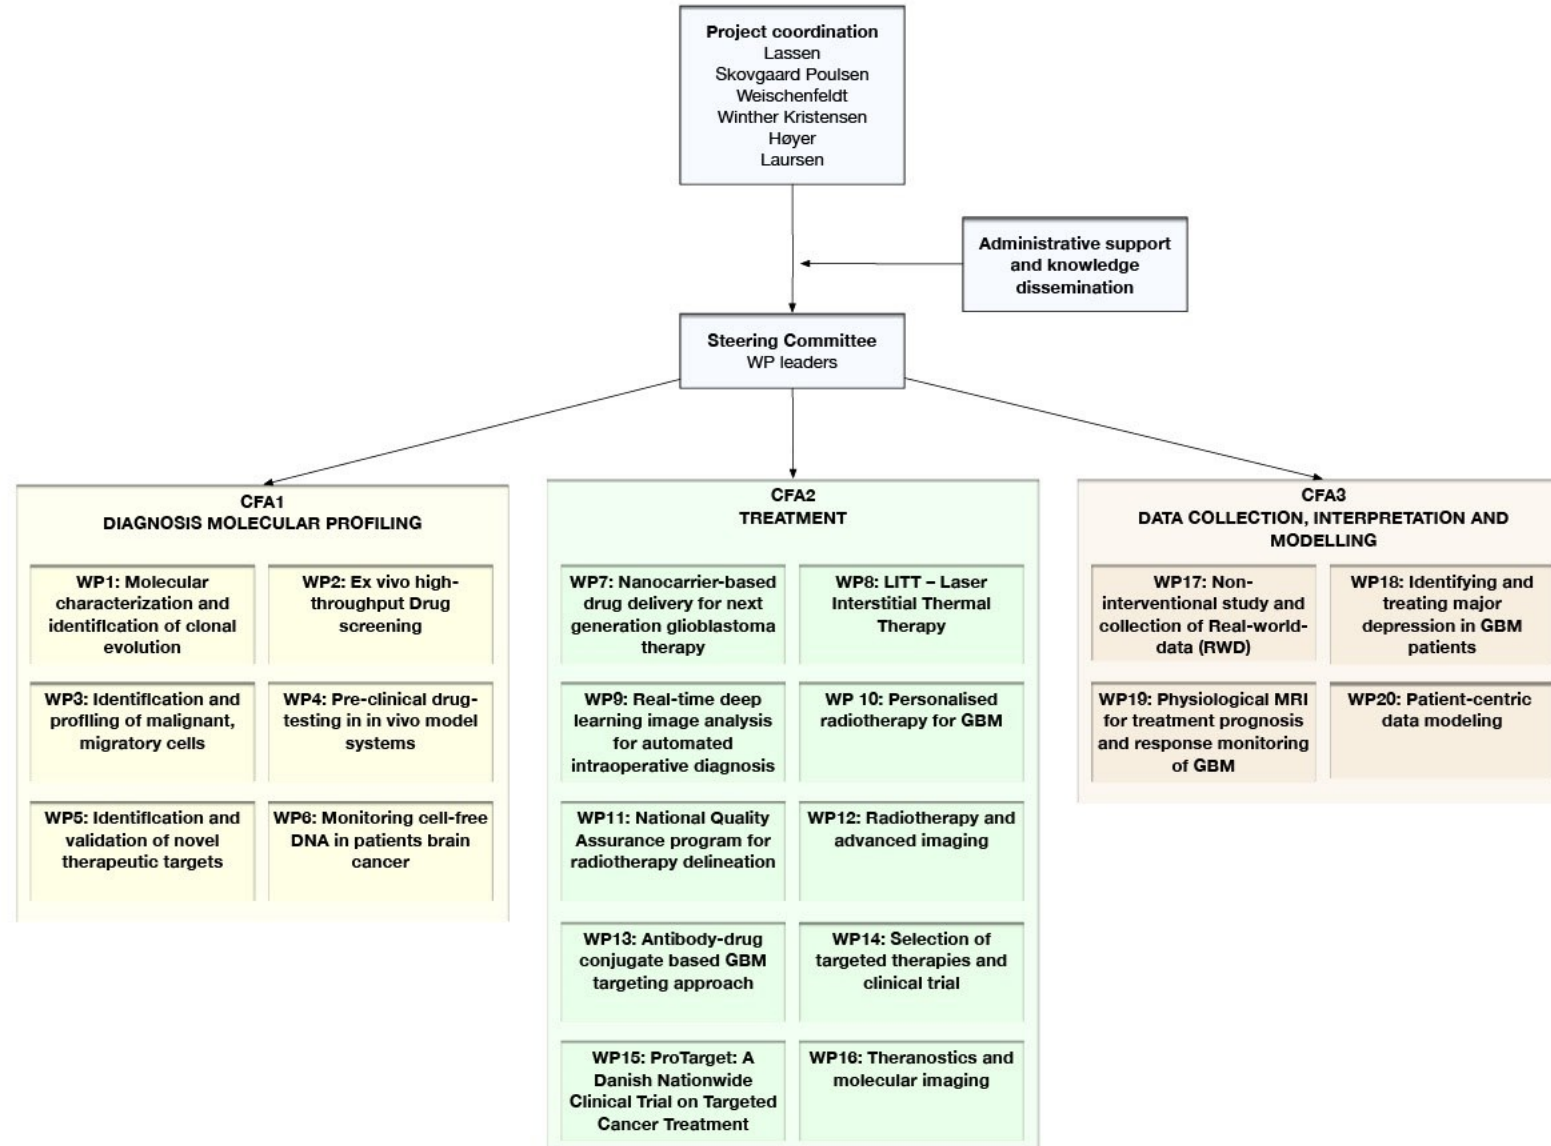 Project coordination
Lassen
Skovgaard Poulsen
Weischenfeldt
Winther Kristensen
Høyer
Laursen
Administrative support
and knowledge
dissemination
Steering Committee
WP leaders
CFA1
DIAGNOSIS MOLECULAR PROFILING
WP1: Molecular
characterization and
identification of clonal
evolution
WP2: Ex vivo high-
throughput Drug
screening
WP3: Identification and
profiling of malignant,
migratory cells
WP4: Pre-clinical drug-
testing in in vivo model
systems
WP5: Identification and
validation of novel
therapeutic targets
WP6: Monitoring cell-free
DNA in patients brain
cancer
CFA2
TREATMENT
WP7: Nanocarrier-based
drug delivery for next
generation glioblastoma
therapy
WP8: LITT – Laser
Interstitial Thermal
Therapy
WP9: Real-time deep
learning image analysis
for automated
intraoperative diagnosis
WP 10: Personalised
radiotherapy for GBM
WP11: National Quality
Assurance program for
radiotherapy delineation
WP12: Radiotherapy and
advanced imaging
WP13: Antibody-drug
conjugate based GBM
targeting approach
WP14: Selection of
targeted therapies and
clinical trial
WP15: ProTarget: A
Danish Nationwide
Clinical Trial on Targeted
Cancer Treatment
WP16: Theranostics and
molecular imaging
CFA3
DATA COLLECTION, INTERPRETATION AND
MODELLING
WP17: Non-
interventional study and
collection of Real-world-
data (RWD)
WP18: Identifying and
treating major
depression in GBM
patients
WP19: Physiological MRI
for treatment prognosis
and response monitoring
of GBM
WP20: Patient-centric
data modeling